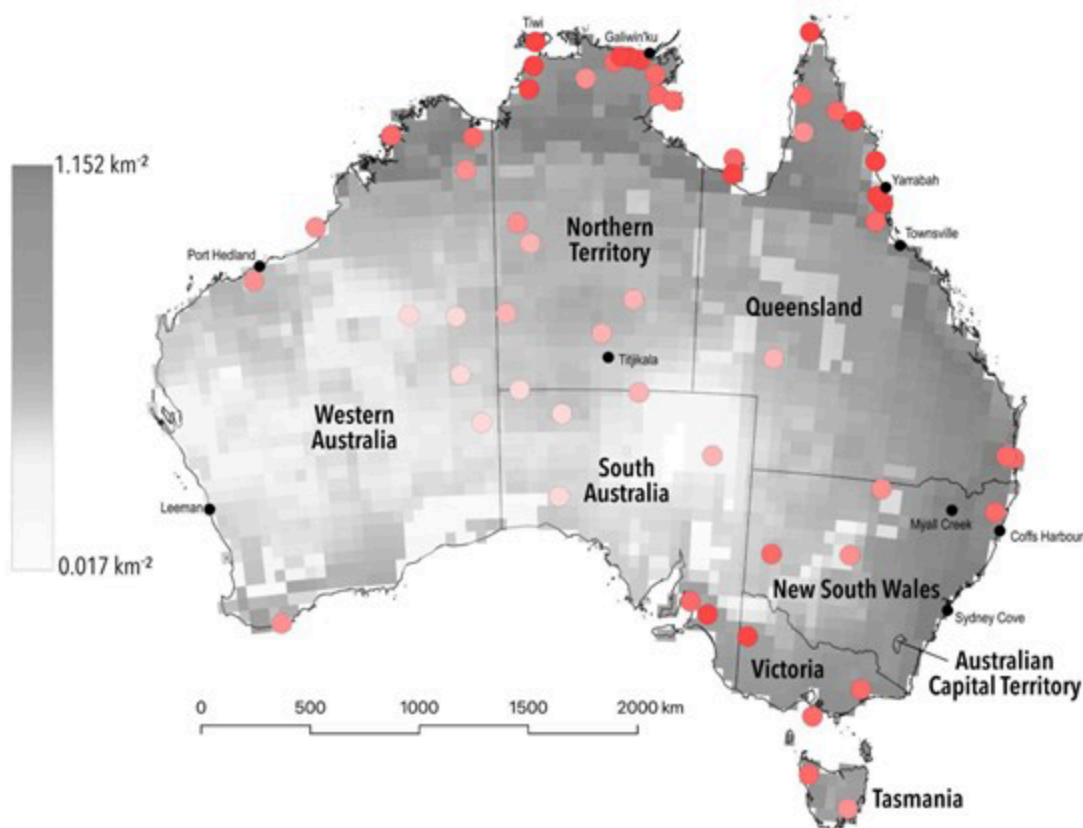 Tiwi
Galiwin'ku
1.152 km-2
Yarrabah
Northern
Territory
Townsville
Port Hedland
Queensland
Titjikala
Western
Australia
South
Australia
Leeman
Myall Creek
Coffs Harbour
0.017 km-2
New South Wales
Sydney Cove
Victoria
Australian
Capital Territory
0 500 1000 1500 2000 km
Tasmania